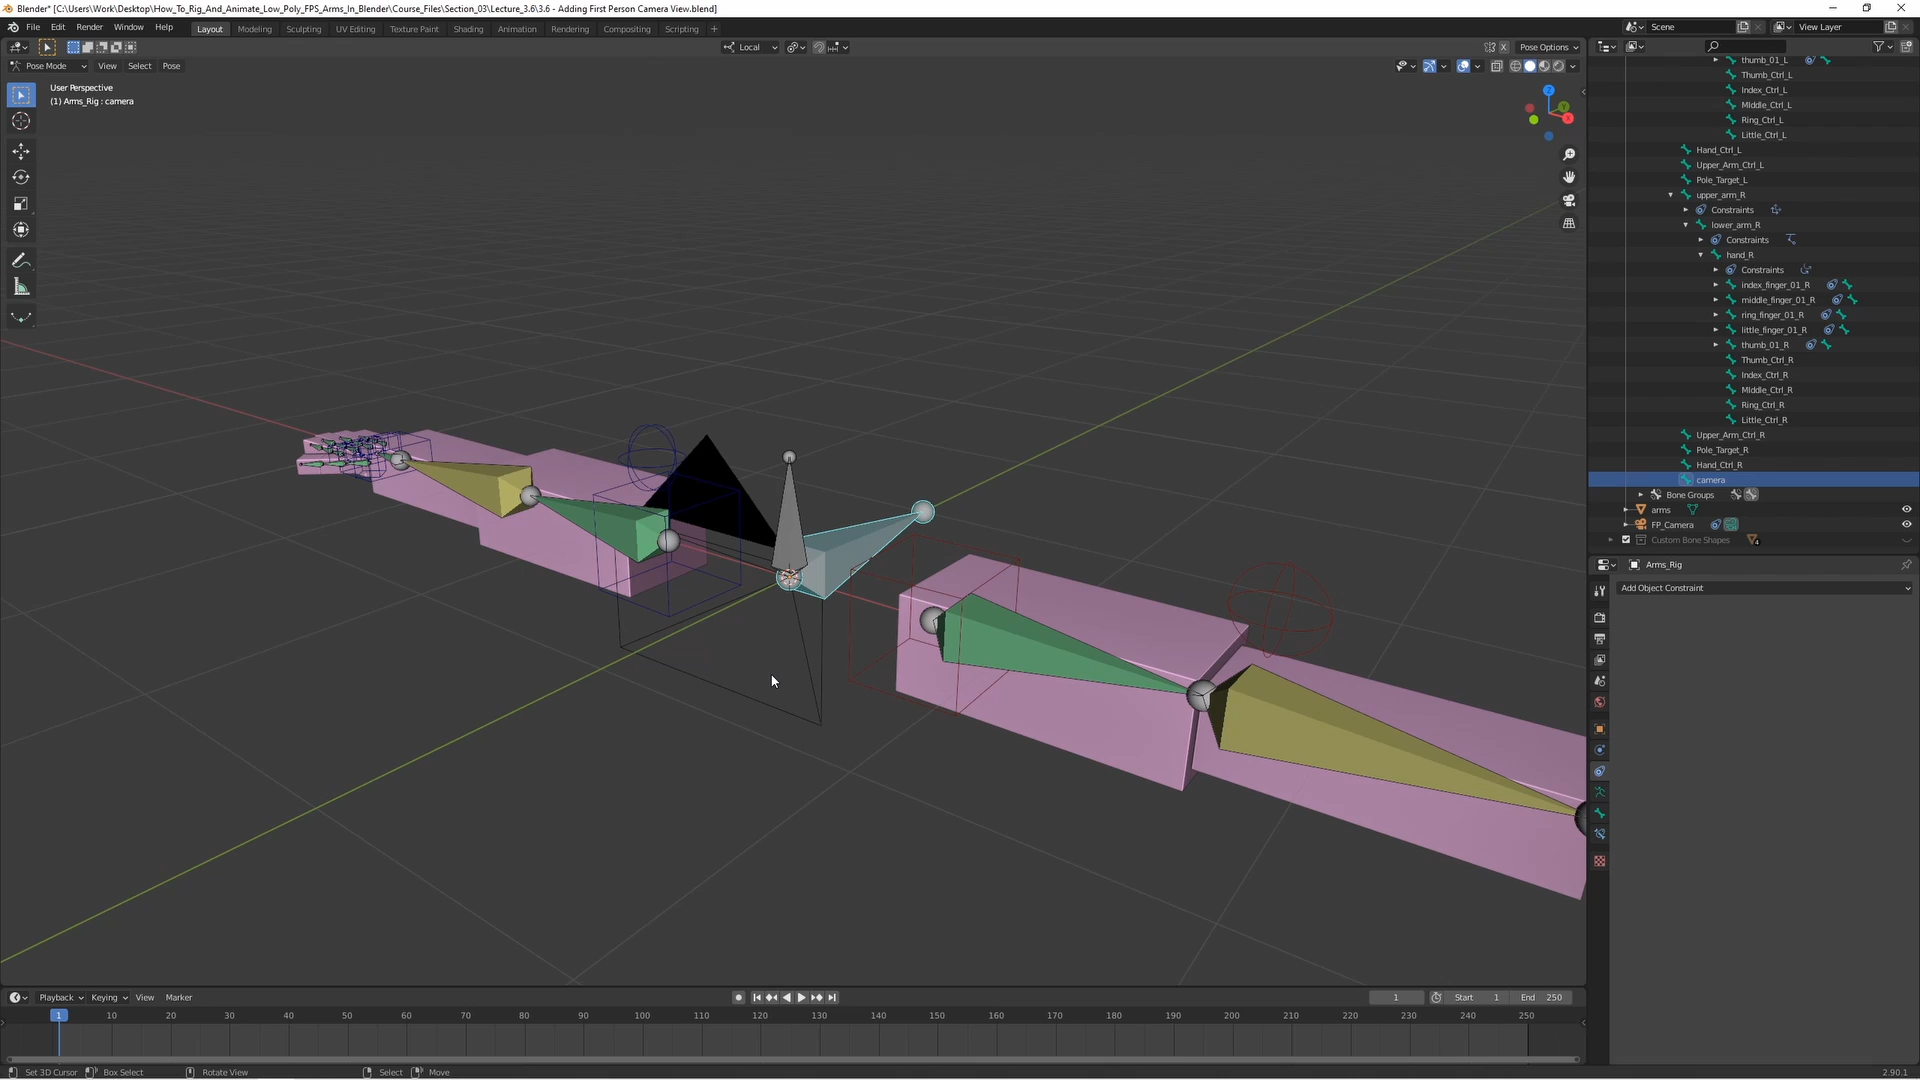 Blender* [C:\Users\Work\Desktop\How_To_Rig_And_Animate_Low_Poly_FPS_Arms_In_Blender\Course_Files\Section_03\Lecture_3.6\3.6 - Adding First Person Camera View.blend]
File Edit Render Window Help Layout Modeling Sculpting UV Editing Texture Paint Shading Animation Rendering Compositing Scripting + Scene View Layer
Local X Pose Options
Pose Mode View Select Pose
User Perspective
(1) Arms_Rig : camera
Z
Y
X
thumb_01_L
Thumb_Ctrl_L
Index_Ctrl_L
MIddle_Ctrl_L
Ring_Ctrl_L
Little_Ctrl_L
Hand_Ctrl_L
Upper_Arm_Ctrl_L
Pole_Target_L
upper_arm_R
Constraints
lower_arm_R
Constraints
hand_R
Constraints
index_finger_01_R
middle_finger_01_R
ring_finger_01_R
little_finger_01_R
thumb_01_R
Thumb_Ctrl_R
Index_Ctrl_R
MIddle_Ctrl_R
Ring_Ctrl_R
Little_Ctrl_R
Upper_Arm_Ctrl_R
Pole_Target_R
Hand_Ctrl_R
camera
Bone Groups
arms
FP_Camera
Custom Bone Shapes 4
Arms_Rig
Add Object Constraint
Playback Keying View Marker 1 Start 1 End 250
1 10 20 30 40 50 60 70 80 90 100 110 120 130 140 150 160 170 180 190 200 210 220 230 240 250
Set 3D Cursor Box Select Rotate View Select Move 2.90.1